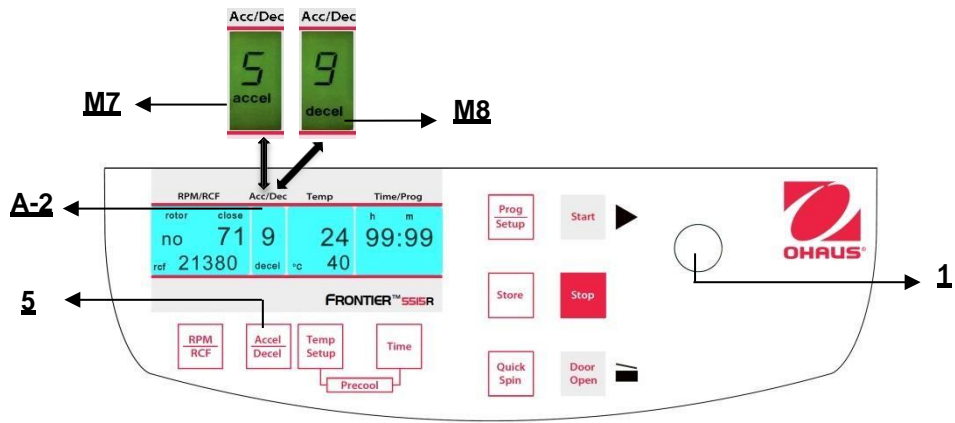 Acc/Dec Acc/Dec
5 9
accel decel
M7 M8
RPM/RCF Acc/Dec Temp Time/Prog
rotor close h m
no 71 9 24 99:99
rcf 21380 decel °C 40
A-2
FRONTIER™ 5515R
5
RPM
RCF
Accel
Decel
Temp
Setup
Time
Precool
Prog
Setup
Start
Store
Stop
Quick
Spin
Door
Open
OHAUS®
1